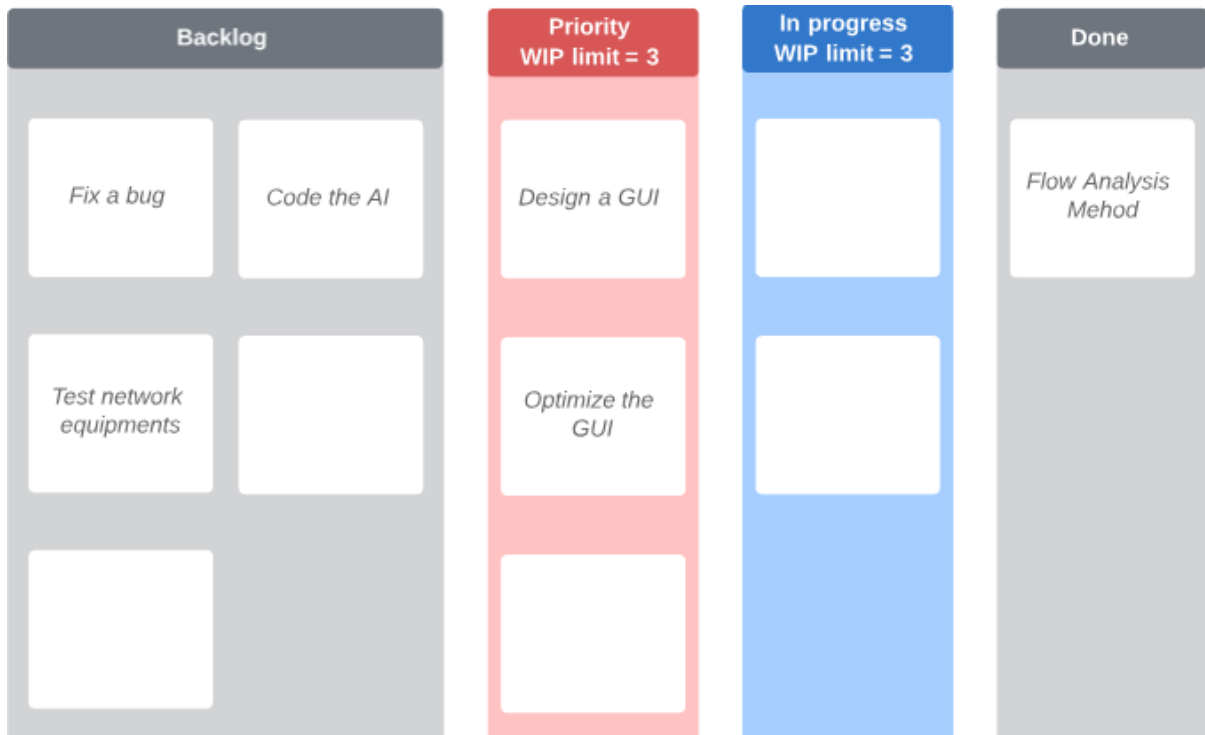 Backlog
Priority
WIP limit = 3
In progress
WIP limit = 3
Done
Fix a bug
Code the AI
Design a GUI
Flow Analysis
Mehod
Test network
equipments
Optimize the
GUI